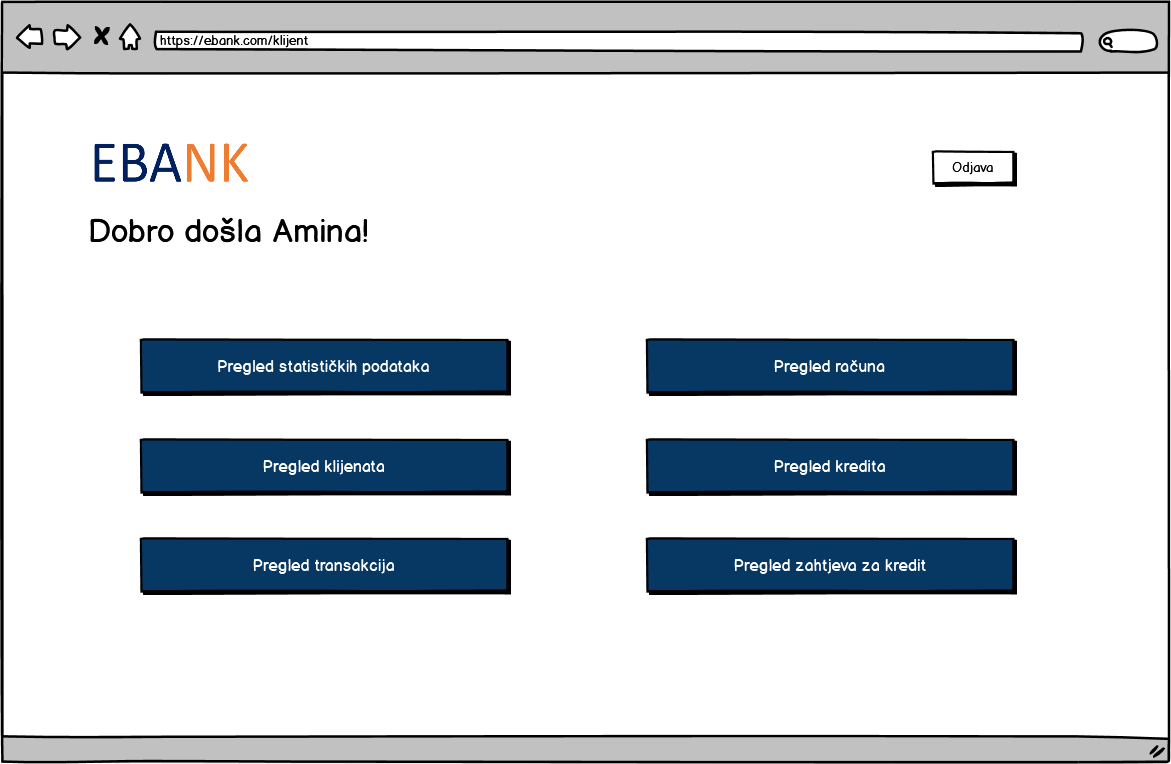 https://ebank.com/klijent
EBANK
Odjava
Dobro došla Amina!
Pregled statističkih podataka
Pregled računa
Pregled klijenata
Pregled kredita
Pregled transakcija
Pregled zahtjeva za kredit